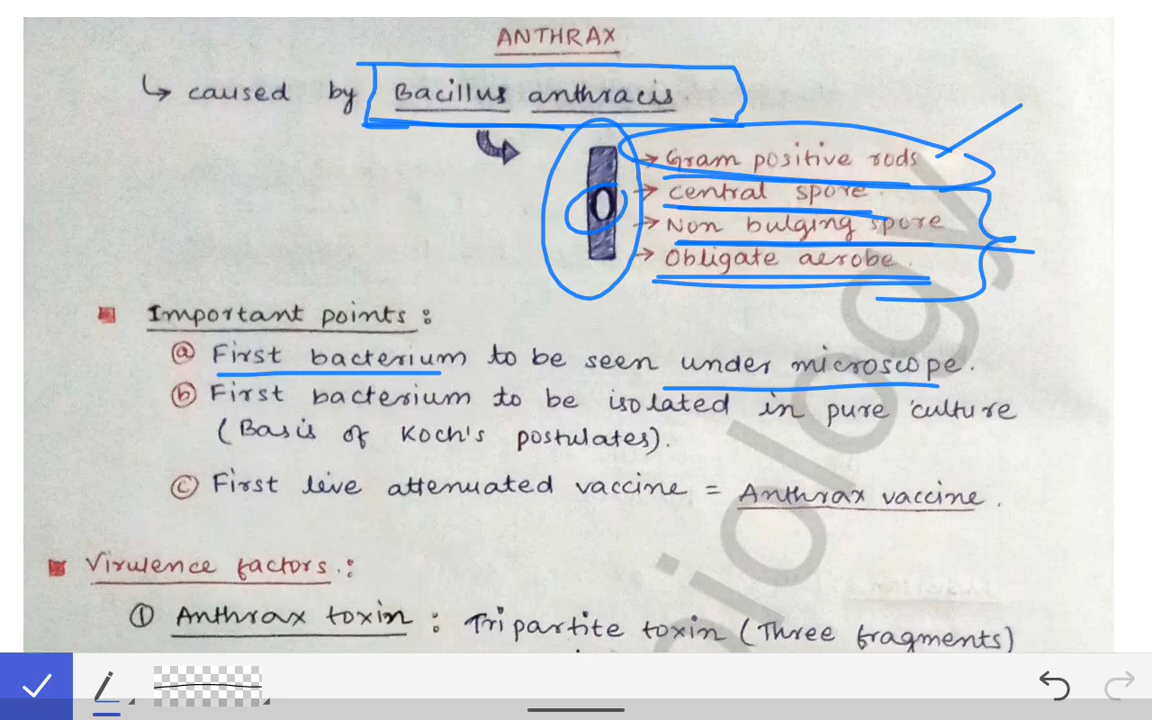 ANTHRAX
↳ caused by Bacillus anthracis.
→ Gram positive rods
→ central spore.
→ Non bulging spore
→ Obligate aerobe.
Important points :
ⓐ First bacterium to be seen under microscope.
ⓑ First bacterium to be isolated in pure culture
(Basis of Koch's postulates).
ⓒ First live attenuated vaccine = Anthrax vaccine.
Virulence factors :
① Anthrax toxin : Tripartite toxin (Three fragments)
iology